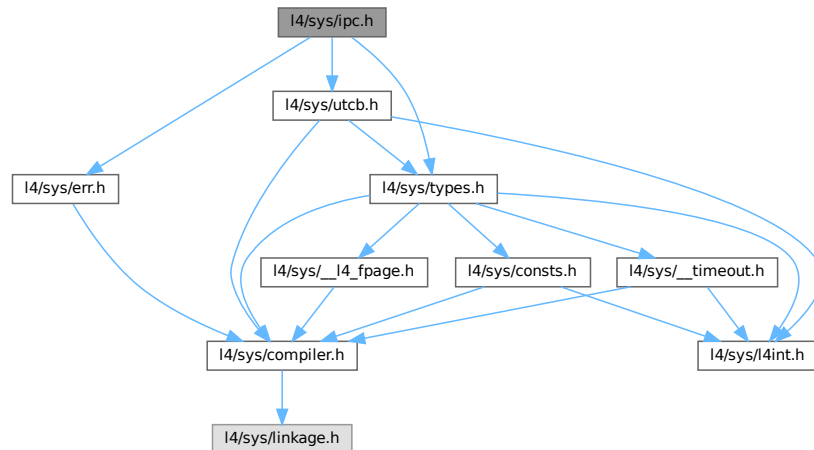 l4/sys/ipc.h
l4/sys/utcb.h
l4/sys/err.h
l4/sys/types.h
l4/sys/__l4_fpage.h
l4/sys/consts.h
l4/sys/__timeout.h
l4/sys/compiler.h
l4/sys/l4int.h
l4/sys/linkage.h